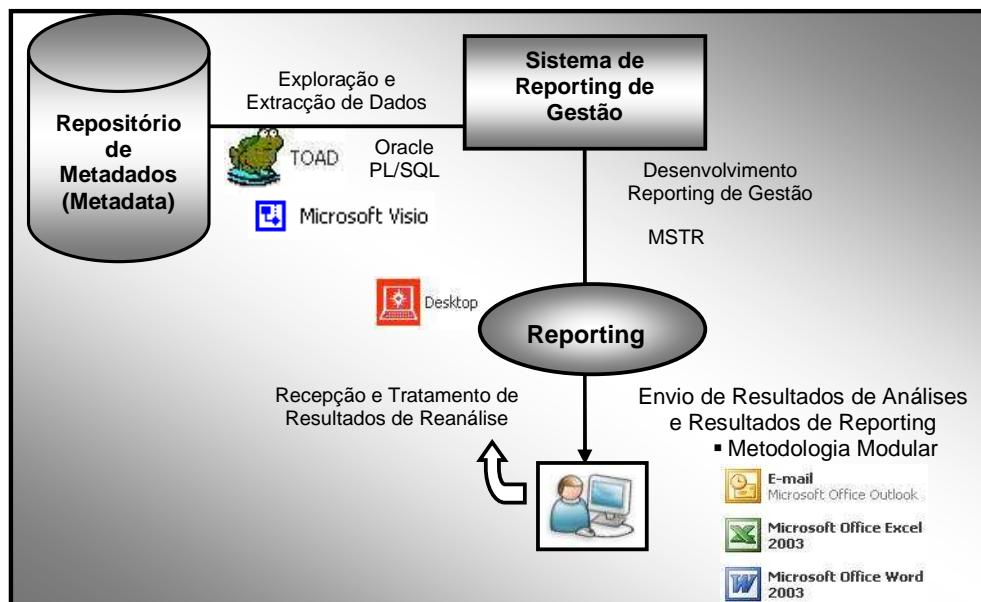 Repositório
de
Metadados
(Metadata)
Exploração e
Extracção de Dados
TOAD
Oracle
PL/SQL
Microsoft Visio
Sistema de
Reporting de
Gestão
Desenvolvimento
Reporting de Gestão
MSTR
Desktop
Reporting
Recepção e Tratamento de
Resultados de Reanálise
Envio de Resultados de Análises
e Resultados de Reporting
▪ Metodologia Modular
E-mail
Microsoft Office Outlook
Microsoft Office Excel
2003
Microsoft Office Word
2003